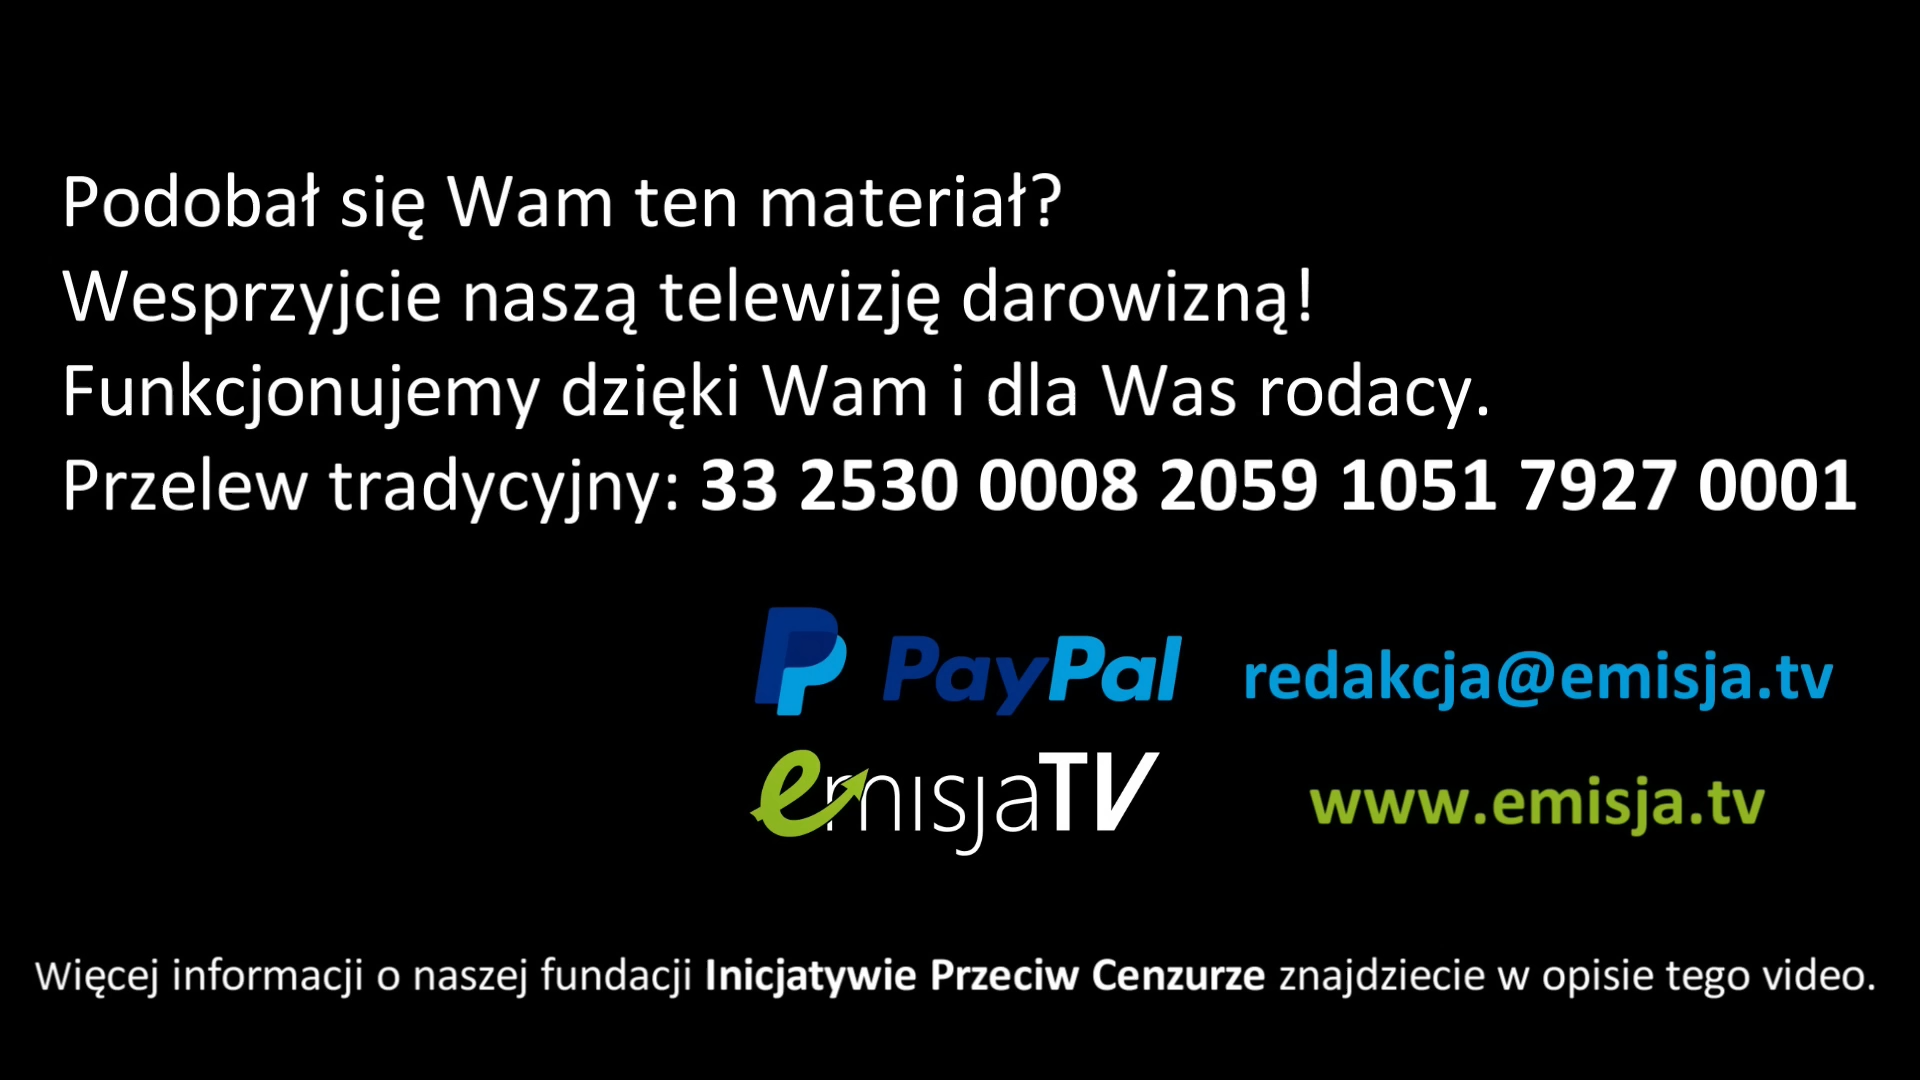 Podobał się Wam ten materiał?
Wesprzyjcie naszą telewizję darowizną!
Funkcjonujemy dzięki Wam i dla Was rodacy.
Przelew tradycyjny: 33 2530 0008 2059 1051 7927 0001
PayPal redakcja@emisja.tv
emisjaTV www.emisja.tv
Więcej informacji o naszej fundacji Inicjatywie Przeciw Cenzurze znajdziecie w opisie tego video.